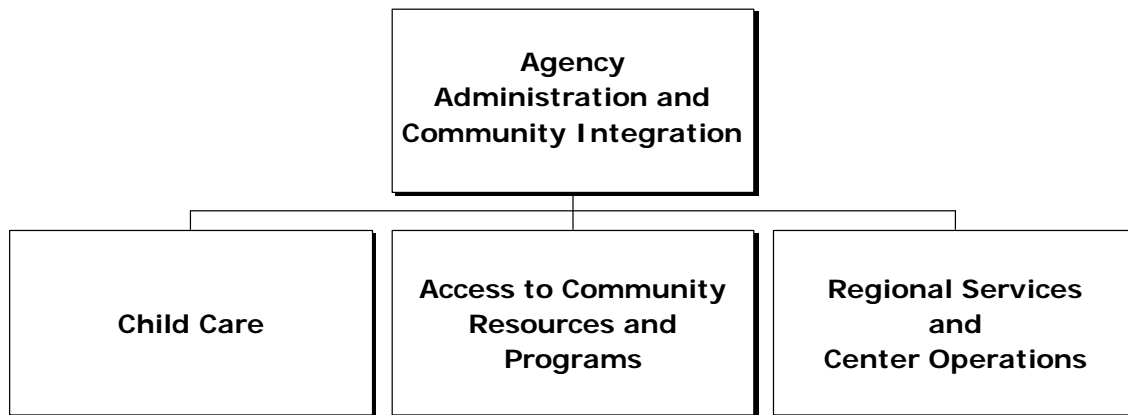 Agency
Administration and
Community Integration
Child Care
Access to Community
Resources and
Programs
Regional Services
and
Center Operations